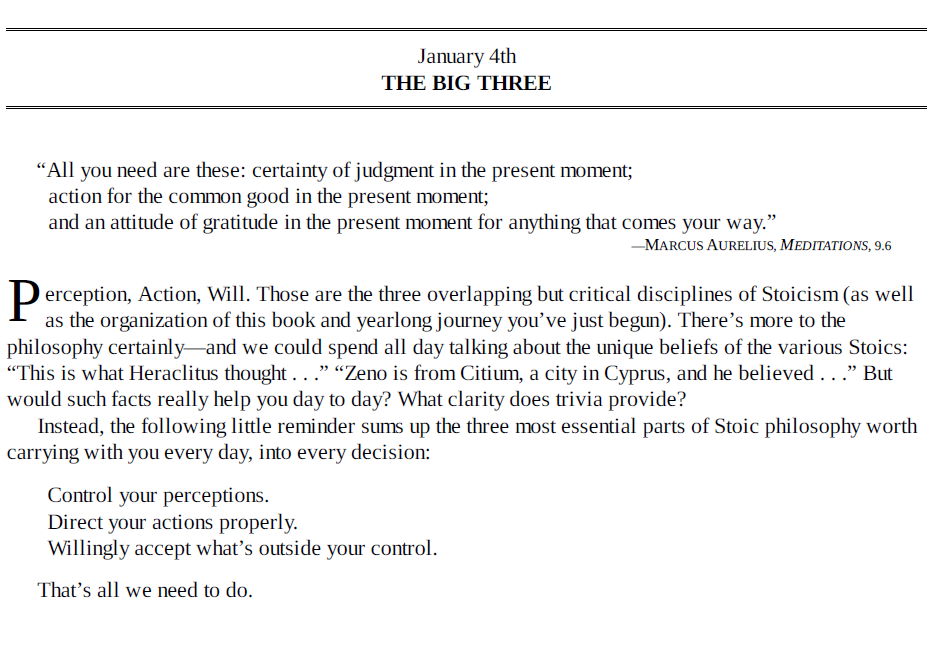 January 4th
THE BIG THREE
“All you need are these: certainty of judgment in the present moment;
action for the common good in the present moment;
and an attitude of gratitude in the present moment for anything that comes your way.”
—MARCUS AURELIUS, MEDITATIONS, 9.6
Perception, Action, Will. Those are the three overlapping but critical disciplines of Stoicism (as well
as the organization of this book and yearlong journey you’ve just begun). There’s more to the
philosophy certainly—and we could spend all day talking about the unique beliefs of the various Stoics:
“This is what Heraclitus thought . . .” “Zeno is from Citium, a city in Cyprus, and he believed . . .” But
would such facts really help you day to day? What clarity does trivia provide?
Instead, the following little reminder sums up the three most essential parts of Stoic philosophy worth
carrying with you every day, into every decision:
Control your perceptions.
Direct your actions properly.
Willingly accept what’s outside your control.
That’s all we need to do.